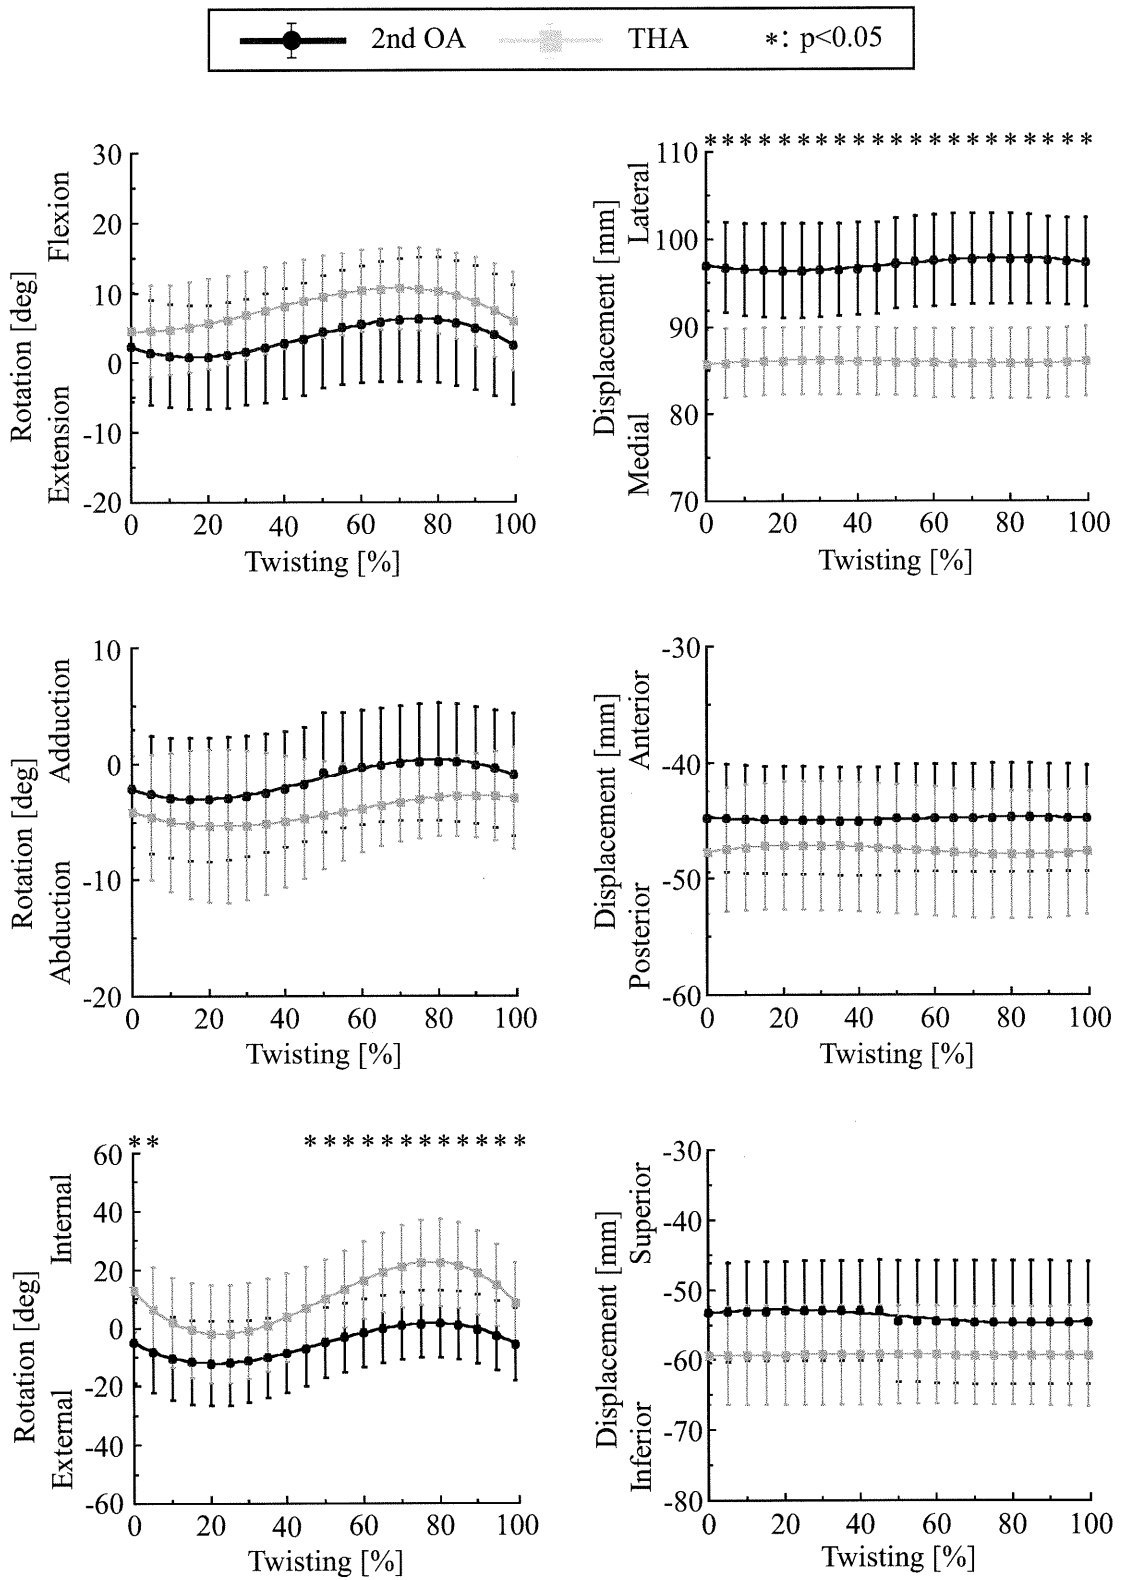 2nd OA THA *: p<0.05
30
20
10
0
-10
-20
Flexion
Rotation [deg]
Extension
0 20 40 60 80 100
Twisting [%]
*********************
110
100
90
80
70
Lateral
Displacement [mm]
Medial
0 20 40 60 80 100
Twisting [%]
10
0
-10
-20
Adduction
Rotation [deg]
Abduction
0 20 40 60 80 100
Twisting [%]
-30
-40
-50
-60
Anterior
Displacement [mm]
Posterior
0 20 40 60 80 100
Twisting [%]
** ************
60
40
20
0
-20
-40
-60
Internal
Rotation [deg]
External
0 20 40 60 80 100
Twisting [%]
-30
-40
-50
-60
-70
-80
Superior
Displacement [mm]
Inferior
0 20 40 60 80 100
Twisting [%]